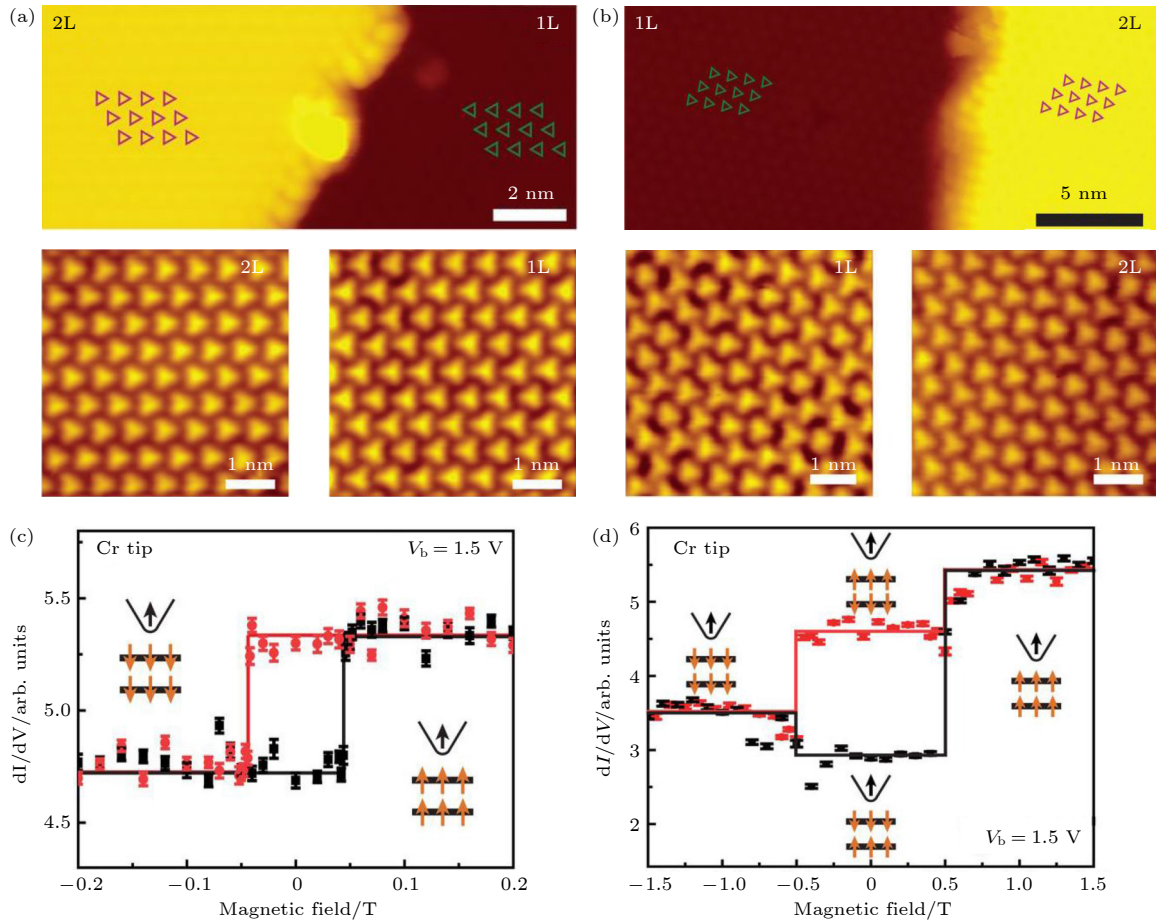 (a)
2L
1L
2 nm
(b)
1L
2L
5 nm
2L
1 nm
1L
1 nm
1L
1 nm
2L
1 nm
(c)
Cr tip
Vb = 1.5 V
dI/dV/arb. units
5.5
5.0
4.5
−0.2
−0.1
0
0.1
0.2
Magnetic field/T
(d)
Cr tip
Vb = 1.5 V
dI/dV/arb. units
6
5
4
3
2
−1.5
−1.0
−0.5
0
0.5
1.0
1.5
Magnetic field/T